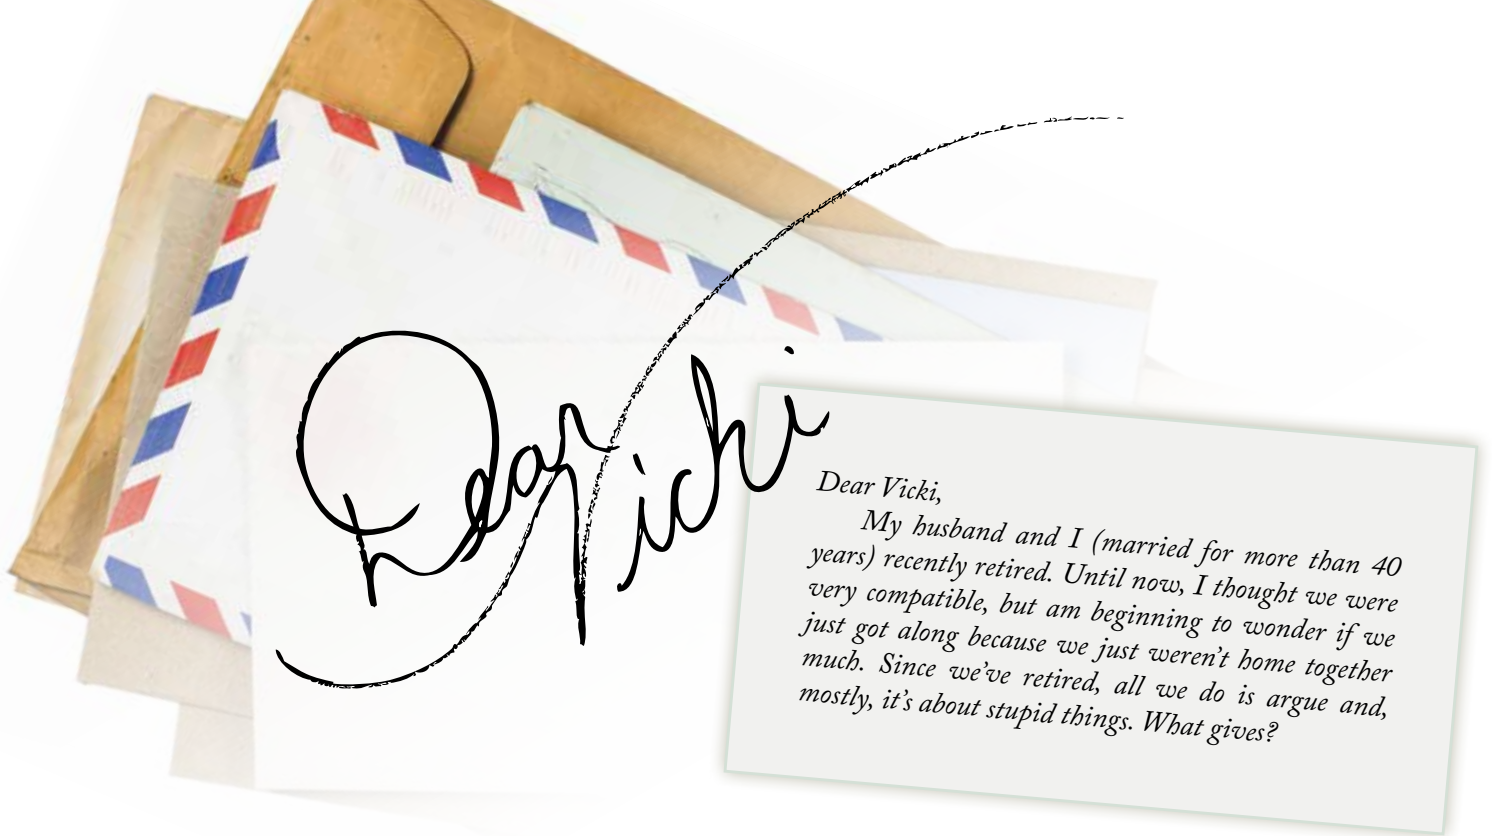 Dear
Vicki
Dear Vicki,
My husband and I (married for more than 40
years) recently retired. Until now, I thought we were
very compatible, but am beginning to wonder if we
just got along because we just weren’t home together
much. Since we’ve retired, all we do is argue and,
mostly, it’s about stupid things. What gives?